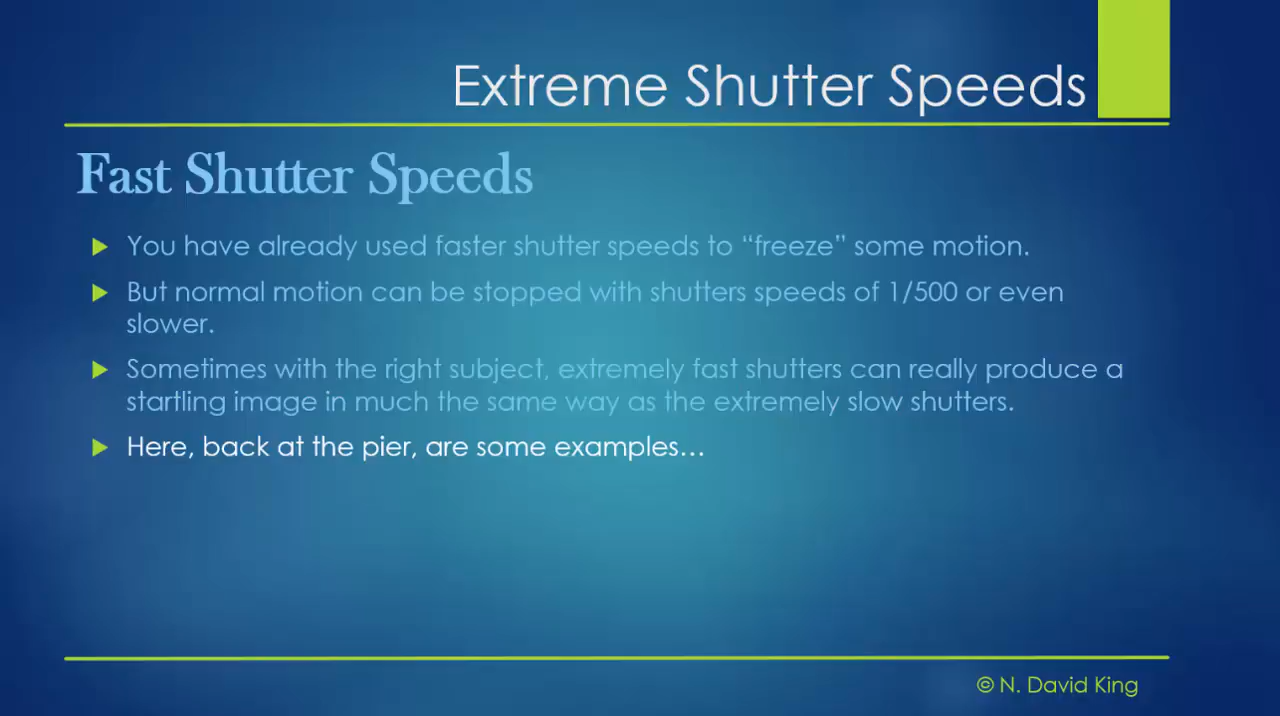 Extreme Shutter Speeds
Fast Shutter Speeds
You have already used faster shutter speeds to “freeze” some motion.
But normal motion can be stopped with shutters speeds of 1/500 or even
slower.
Sometimes with the right subject, extremely fast shutters can really produce a
startling image in much the same way as the extremely slow shutters.
Here, back at the pier, are some examples…
© N. David King